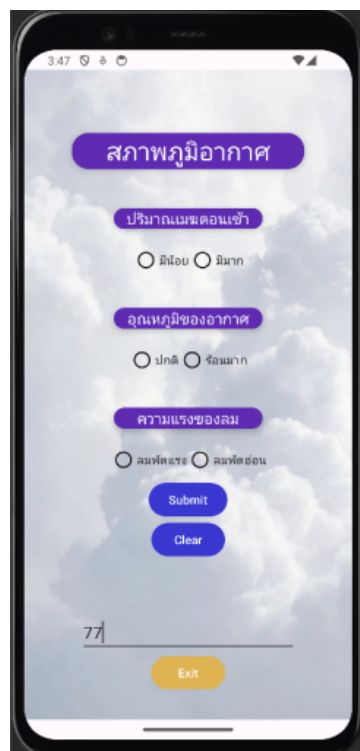 3:47
สภาพภูมิอากาศ
ปริมาณเมฆตอนเช้า
มีน้อย มีมาก
อุณหภูมิของอากาศ
ปกติ ร้อนมาก
ความแรงของลม
ลมพัดแรง ลมพัดอ่อน
Submit
Clear
77
Exit